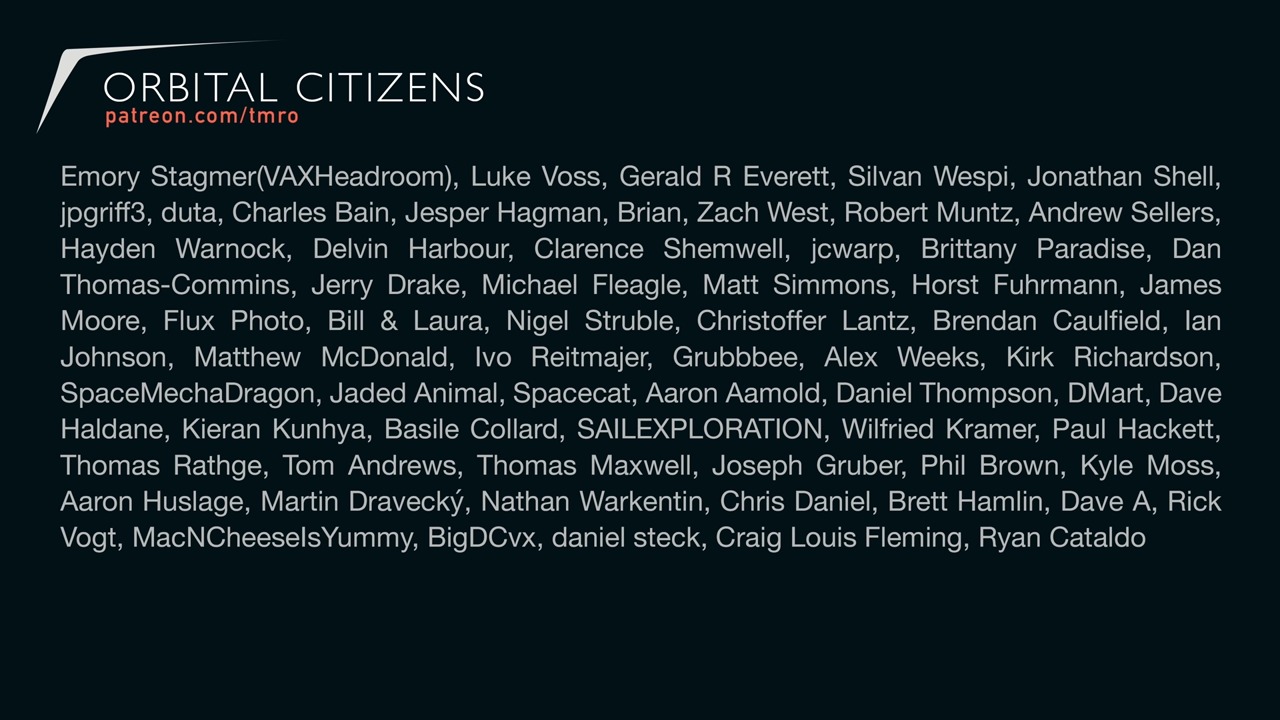 ORBITAL CITIZENS
patreon.com/tmro
Emory Stagmer(VAXHeadroom), Luke Voss, Gerald R Everett, Silvan Wespi, Jonathan Shell,
jpgriff3, duta, Charles Bain, Jesper Hagman, Brian, Zach West, Robert Muntz, Andrew Sellers,
Hayden Warnock, Delvin Harbour, Clarence Shemwell, jcwarp, Brittany Paradise, Dan
Thomas-Commins, Jerry Drake, Michael Fleagle, Matt Simmons, Horst Fuhrmann, James
Moore, Flux Photo, Bill & Laura, Nigel Struble, Christoffer Lantz, Brendan Caulfield, Ian
Johnson, Matthew McDonald, Ivo Reitmajer, Grubbbee, Alex Weeks, Kirk Richardson,
SpaceMechaDragon, Jaded Animal, Spacecat, Aaron Aamold, Daniel Thompson, DMart, Dave
Haldane, Kieran Kunhya, Basile Collard, SAILEXPLORATION, Wilfried Kramer, Paul Hackett,
Thomas Rathge, Tom Andrews, Thomas Maxwell, Joseph Gruber, Phil Brown, Kyle Moss,
Aaron Huslage, Martin Dravecký, Nathan Warkentin, Chris Daniel, Brett Hamlin, Dave A, Rick
Vogt, MacNCheeseIsYummy, BigDCvx, daniel steck, Craig Louis Fleming, Ryan Cataldo